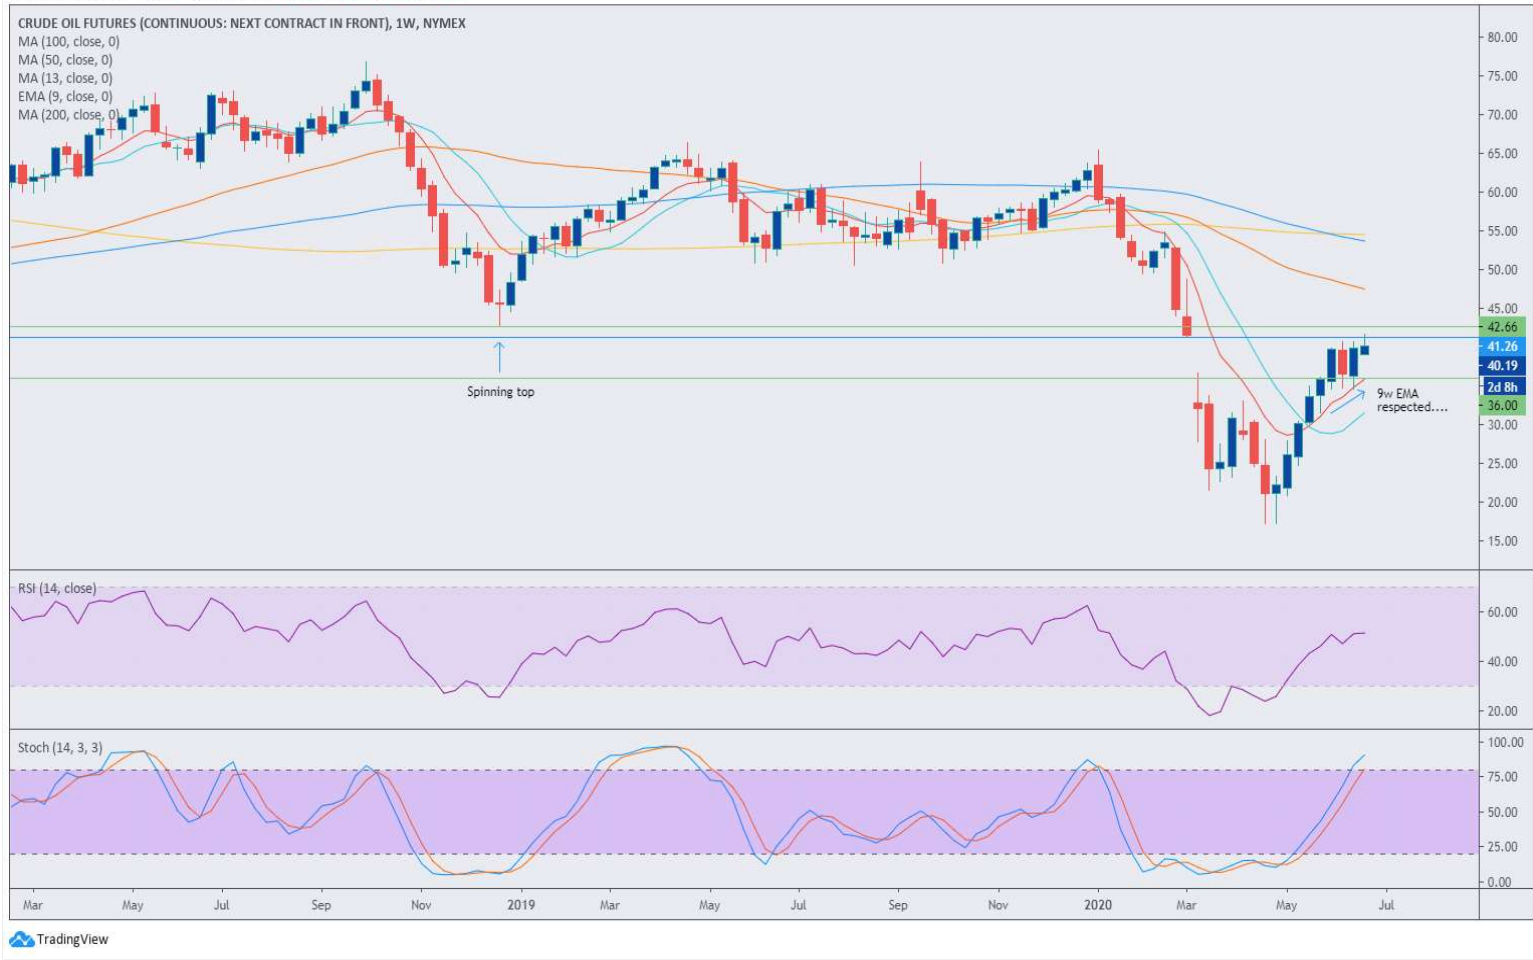 CRUDE OIL FUTURES (CONTINUOUS: NEXT CONTRACT IN FRONT), 1W, NYMEX
MA (100, close, 0)
MA (50, close, 0)
MA (13, close, 0)
EMA (9, close, 0)
MA (200, close, 0)
80.00
75.00
70.00
65.00
60.00
55.00
50.00
45.00
42.66
41.26
40.19
2d 8h
36.00
30.00
25.00
20.00
15.00
Spinning top
9w EMA
respected....
RSI (14, close)
60.00
40.00
20.00
Stoch (14, 3, 3)
100.00
75.00
50.00
25.00
0.00
Mar May Jul Sep Nov 2019 Mar May Jul Sep Nov 2020 Mar May Jul
TradingView